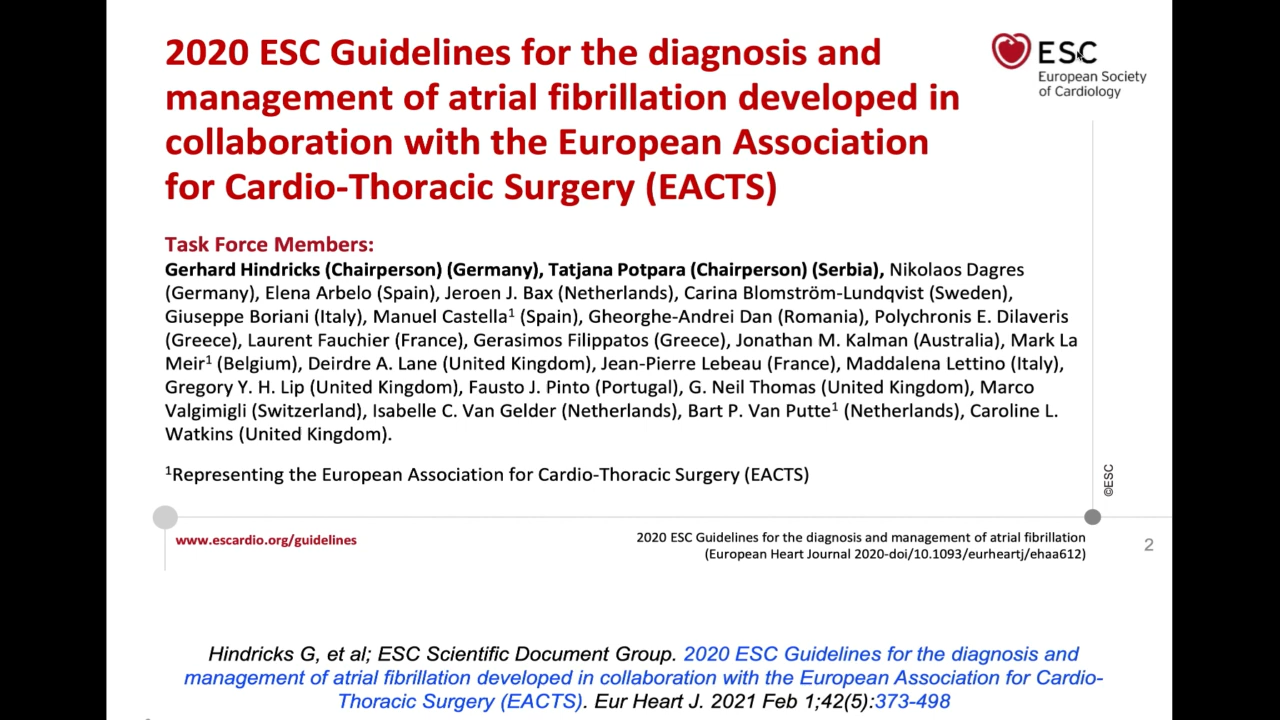 2020 ESC Guidelines for the diagnosis and
management of atrial fibrillation developed in
collaboration with the European Association
for Cardio-Thoracic Surgery (EACTS)
ESC
European Society
of Cardiology
Task Force Members:
Gerhard Hindricks (Chairperson) (Germany), Tatjana Potpara (Chairperson) (Serbia), Nikolaos Dagres
(Germany), Elena Arbelo (Spain), Jeroen J. Bax (Netherlands), Carina Blomström-Lundqvist (Sweden),
Giuseppe Boriani (Italy), Manuel Castella¹ (Spain), Gheorghe-Andrei Dan (Romania), Polychronis E. Dilaveris
(Greece), Laurent Fauchier (France), Gerasimos Filippatos (Greece), Jonathan M. Kalman (Australia), Mark La
Meir¹ (Belgium), Deirdre A. Lane (United Kingdom), Jean-Pierre Lebeau (France), Maddalena Lettino (Italy),
Gregory Y. H. Lip (United Kingdom), Fausto J. Pinto (Portugal), G. Neil Thomas (United Kingdom), Marco
Valgimigli (Switzerland), Isabelle C. Van Gelder (Netherlands), Bart P. Van Putte¹ (Netherlands), Caroline L.
Watkins (United Kingdom).
¹Representing the European Association for Cardio-Thoracic Surgery (EACTS)
©ESC
www.escardio.org/guidelines
2020 ESC Guidelines for the diagnosis and management of atrial fibrillation
(European Heart Journal 2020-doi/10.1093/eurheartj/ehaa612)
2
Hindricks G, et al; ESC Scientific Document Group. 2020 ESC Guidelines for the diagnosis and
management of atrial fibrillation developed in collaboration with the European Association for Cardio-
Thoracic Surgery (EACTS). Eur Heart J. 2021 Feb 1;42(5):373-498